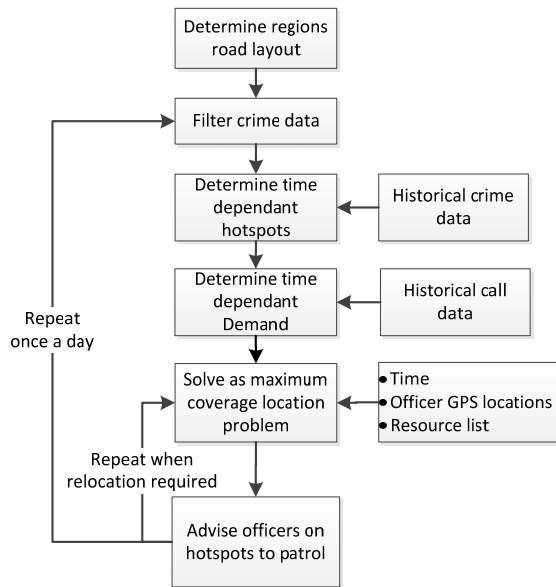 Determine regions
road layout
Filter crime data
Determine time
dependant
hotspots
Historical crime
data
Determine time
dependant
Demand
Historical call
data
Repeat
once a day
Solve as maximum
coverage location
problem
• Time
• Officer GPS locations
• Resource list
Repeat when
relocation required
Advise officers on
hotspots to patrol